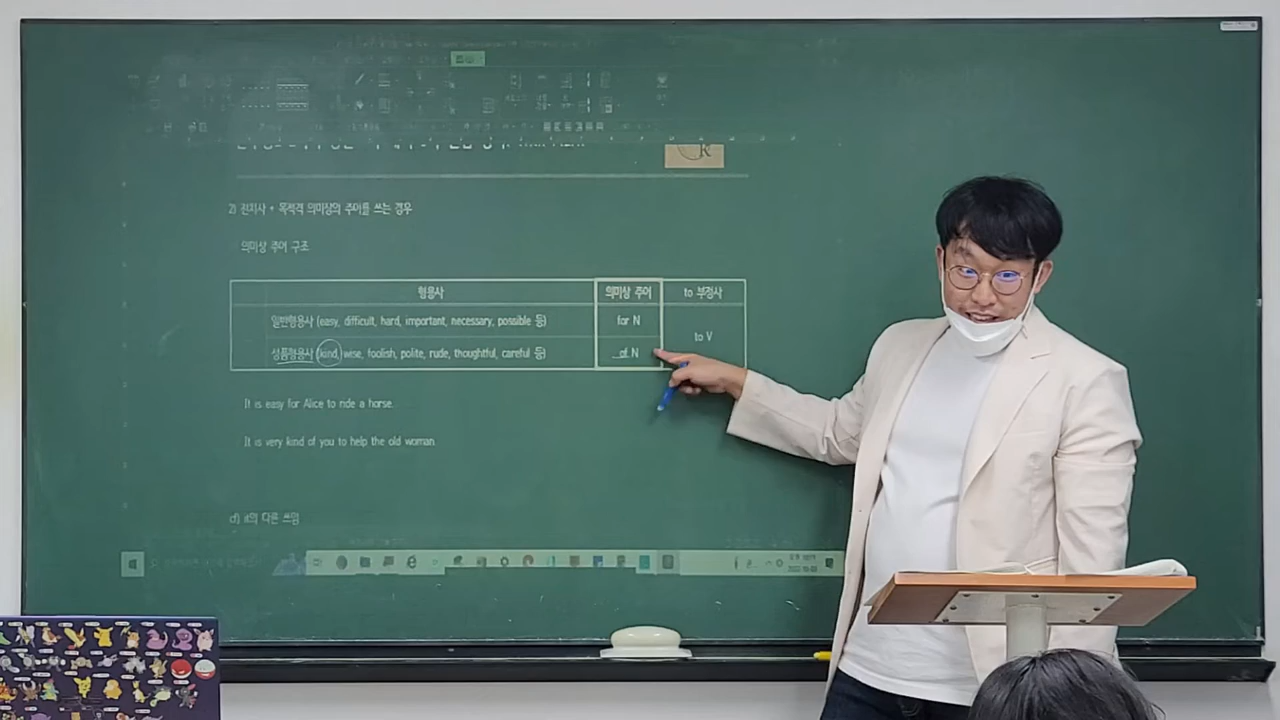 2) 전치사 + 목적격 의미상의 주어를 쓰는 경우
의미상 주어 구조
형용사 의미상 주어 to 부정사
일반형용사 (easy, difficult, hard, important, necessary, possible 등) for N
to V
성품형용사 (kind, wise, foolish, polite, rude, thoughtful, careful 등) of N
It is easy for Alice to ride a horse.
It is very kind of you to help the old woman.
cf) it의 다른 쓰임